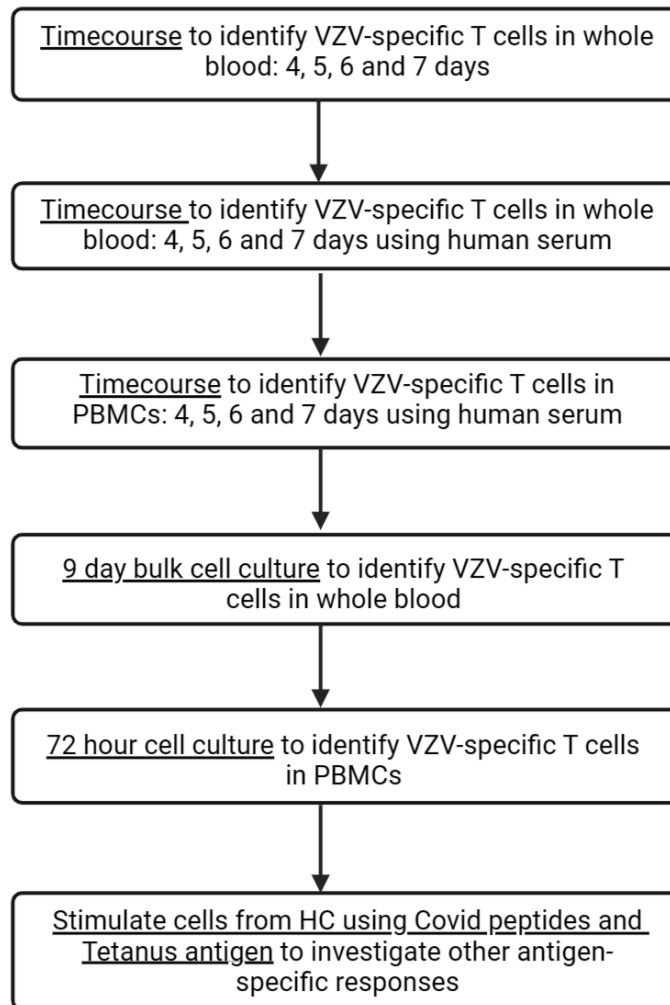 Timecourse to identify VZV-specific T cells in whole
blood: 4, 5, 6 and 7 days
Timecourse to identify VZV-specific T cells in whole
blood: 4, 5, 6 and 7 days using human serum
Timecourse to identify VZV-specific T cells in
PBMCs: 4, 5, 6 and 7 days using human serum
9 day bulk cell culture to identify VZV-specific T
cells in whole blood
72 hour cell culture to identify VZV-specific T cells
in PBMCs
Stimulate cells from HC using Covid peptides and
Tetanus antigen to investigate other antigen-
specific responses